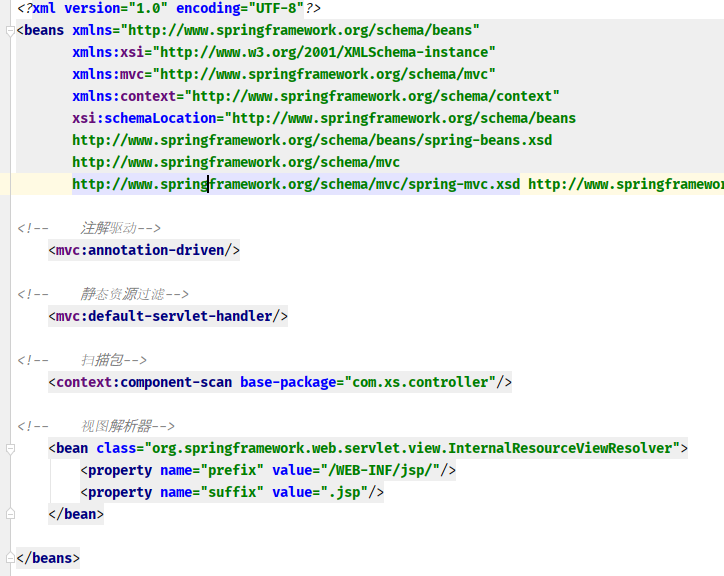 <?xml version="1.0" encoding="UTF-8"?>
<beans xmlns="http://www.springframework.org/schema/beans"
xmlns:xsi="http://www.w3.org/2001/XMLSchema-instance"
xmlns:mvc="http://www.springframework.org/schema/mvc"
xmlns:context="http://www.springframework.org/schema/context"
xsi:schemaLocation="http://www.springframework.org/schema/beans
http://www.springframework.org/schema/beans/spring-beans.xsd
http://www.springframework.org/schema/mvc
http://www.springframework.org/schema/mvc/spring-mvc.xsd http://www.springframewor
<!-- 注解驱动-->
<mvc:annotation-driven/>
<!-- 静态资源过滤-->
<mvc:default-servlet-handler/>
<!-- 扫描包-->
<context:component-scan base-package="com.xs.controller"/>
<!-- 视图解析器-->
<bean class="org.springframework.web.servlet.view.InternalResourceViewResolver">
<property name="prefix" value="/WEB-INF/jsp/"/>
<property name="suffix" value=".jsp"/>
</bean>
</beans>